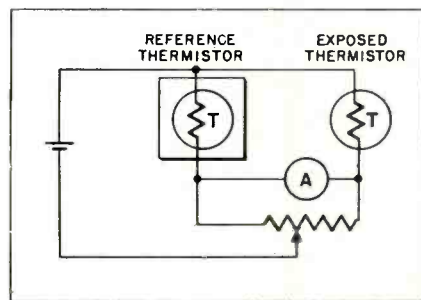 REFERENCE
THERMISTOR
EXPOSED
THERMISTOR
T
T
A